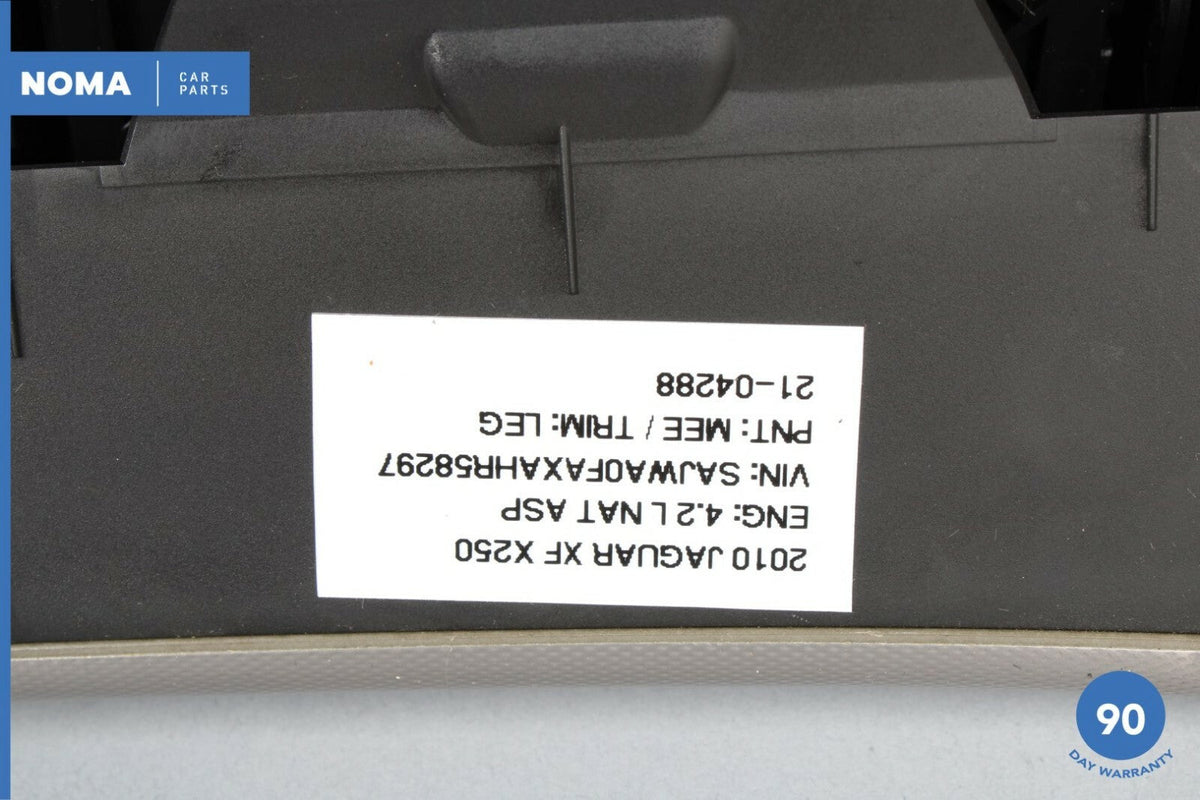 NOMA
CAR
PARTS
2010 JAGUAR XF X250
ENG: 4.2 L NAT ASP
VIN: SAJWA0FAXAHR58297
PNT: MEE / TRIM: LEG
21-04288
90
DAY WARRANTY